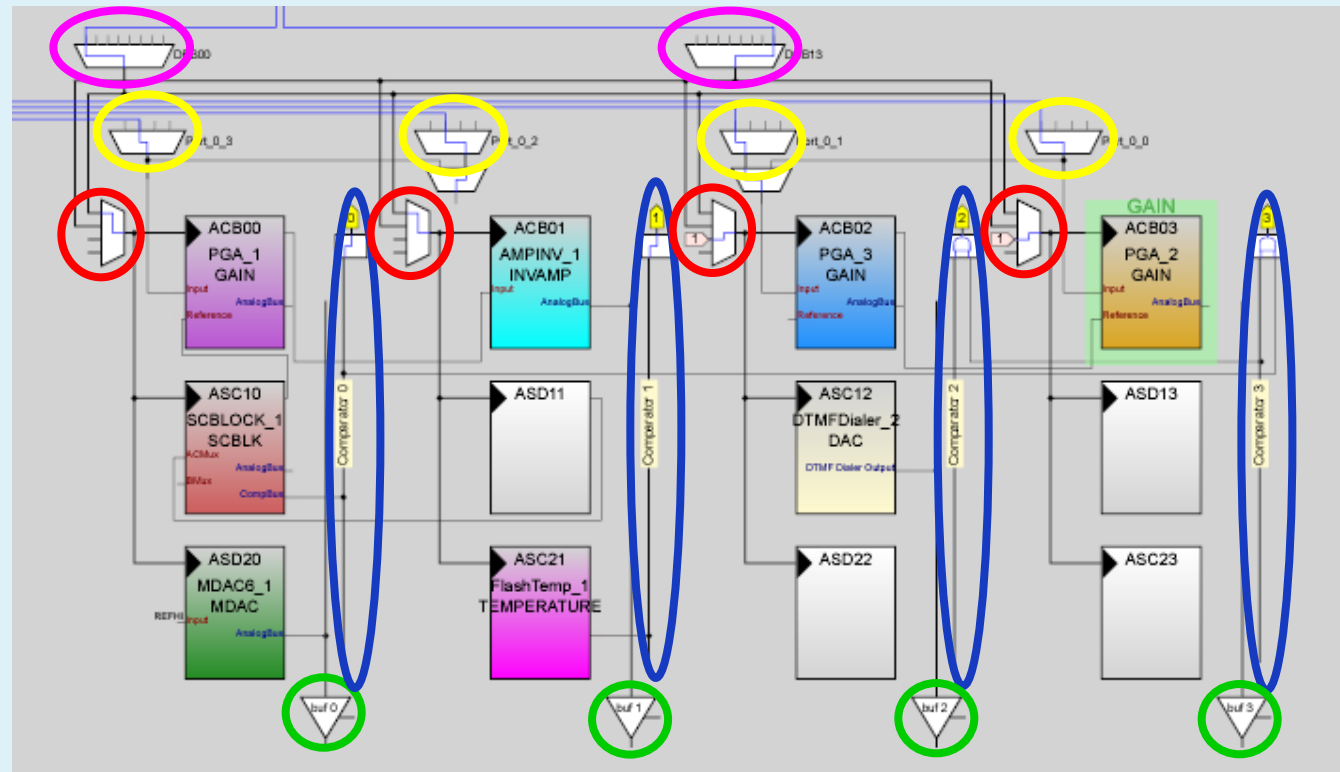 DBB13
Port_0_3
Port_0_2
Port_0_1
Port_0_0
0
1
2
3
1
1
GAIN
ACB00
PGA_1
GAIN
Input
AnalogBus
Reference
ACB01
AMPINV_1
INVAMP
Input
AnalogBus
ACB02
PGA_3
GAIN
Input
AnalogBus
Reference
ACB03
PGA_2
GAIN
Input
AnalogBus
Reference
Comparator 0
Comparator 1
Comparator 2
Comparator 3
ASC10
SCBLOCK_1
SCBLK
ACMux
AnalogBus
BMux
CompBus
ASD11
ASC12
DTMFDialer_2
DAC
DTMF Dialer Output
ASD13
ASD20
MDAC6_1
MDAC
REFHI
Input
AnalogBus
ASC21
FlashTemp_1
TEMPERATURE
ASD22
ASC23
buf 0
buf 1
buf 2
buf 3